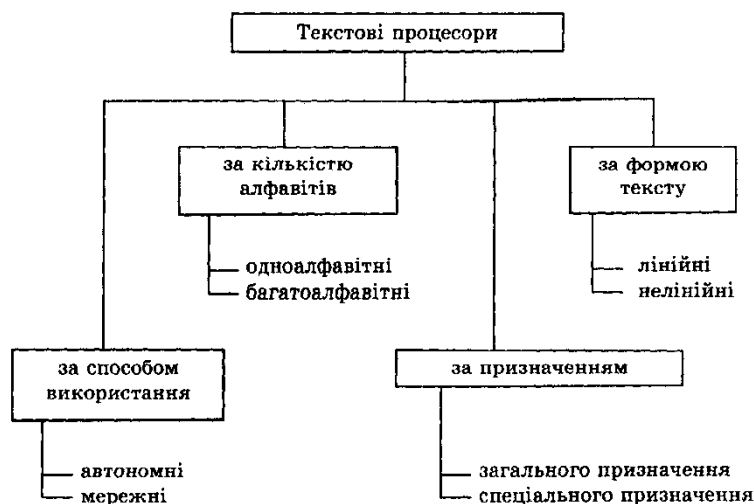 Текстові процесори
за кількістю
алфавітів
за формою
тексту
одноалфавітні
багатоалфавітні
лінійні
нелінійні
за способом
використання
за призначенням
автономні
мережні
загального призначення
спеціального призначення